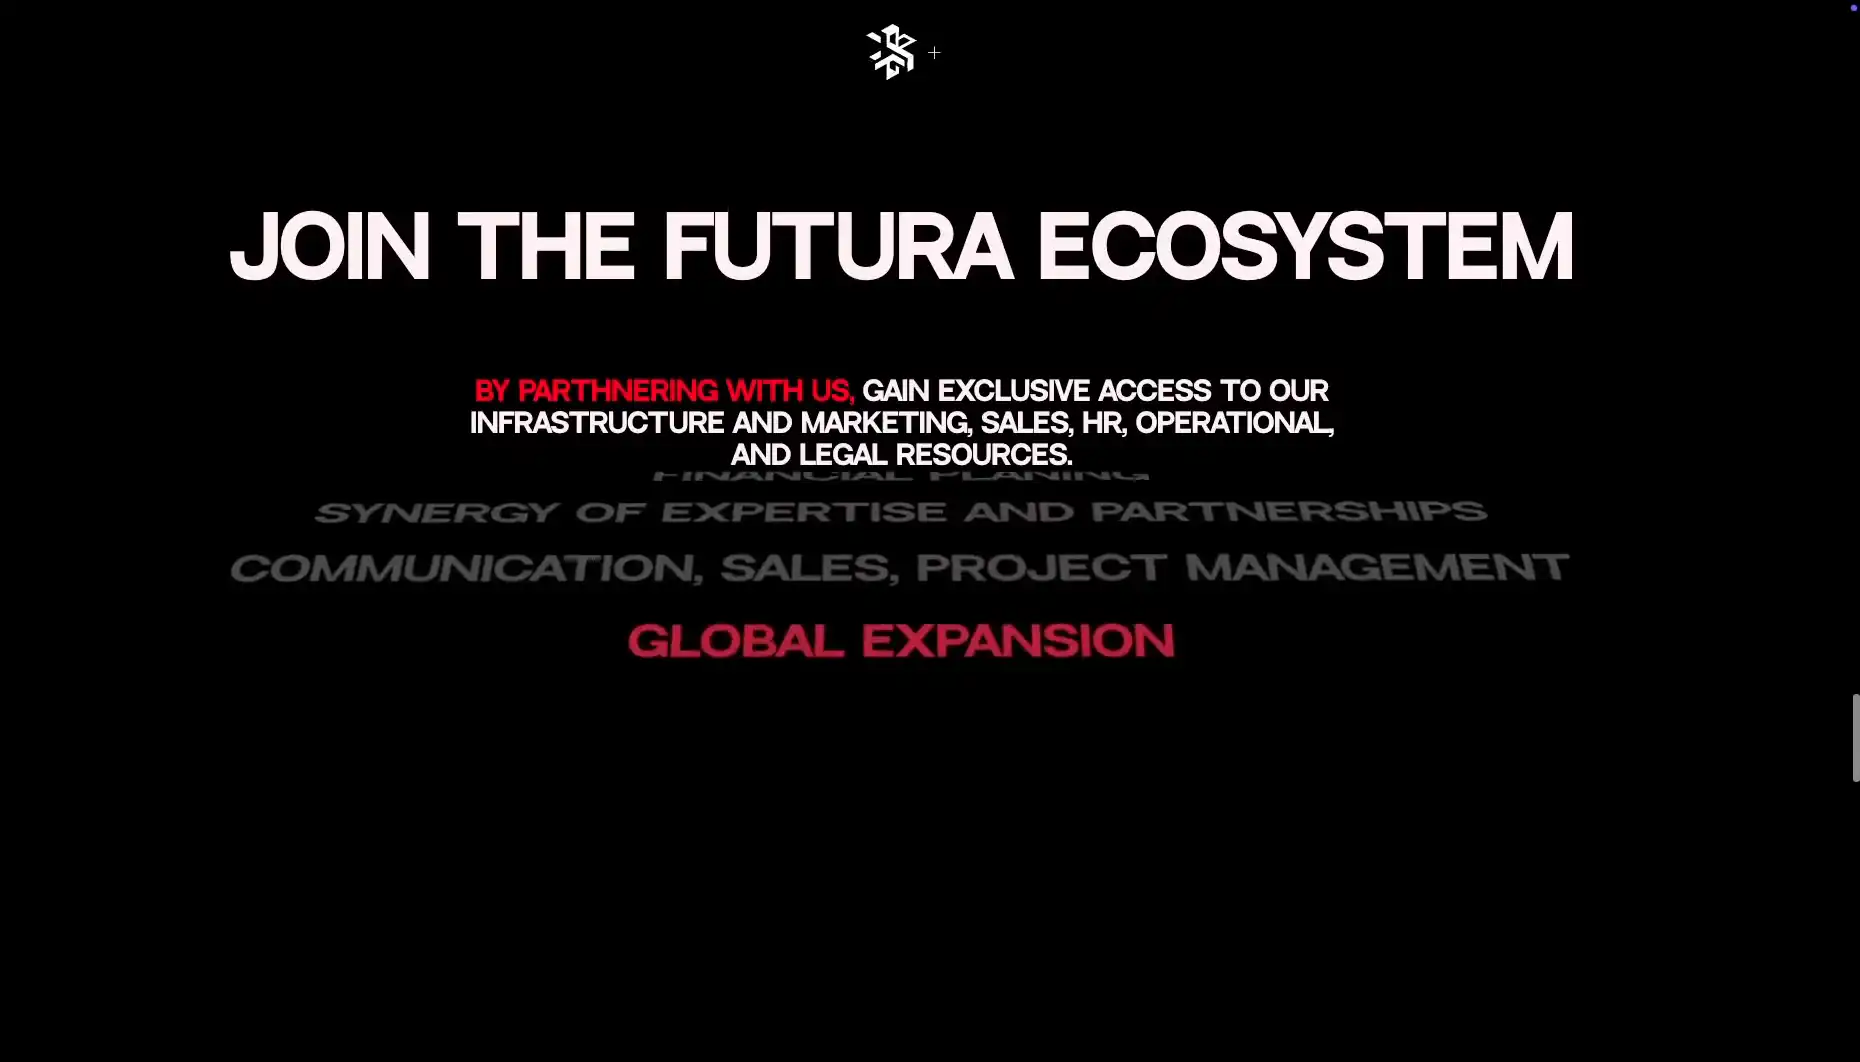 JOIN THE FUTURA ECOSYSTEM
BY PARTHNERING WITH US, GAIN EXCLUSIVE ACCESS TO OUR
INFRASTRUCTURE AND MARKETING, SALES, HR, OPERATIONAL,
AND LEGAL RESOURCES.
FINANCIAL PLANING
SYNERGY OF EXPERTISE AND PARTNERSHIPS
COMMUNICATION, SALES, PROJECT MANAGEMENT
GLOBAL EXPANSION